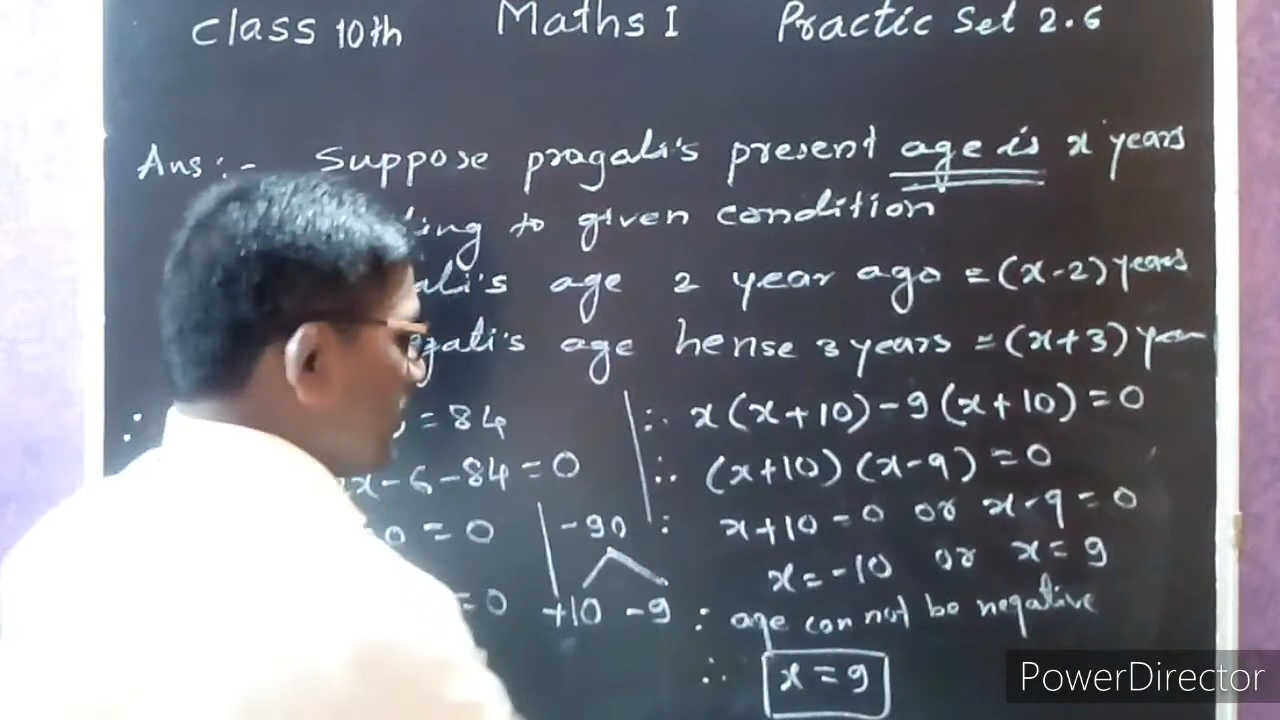 Class 10th Maths I Practic Set 2.6
Ans:- Suppose pragati's present age is x years
ing to given condition
ali's age 2 year ago = (x-2) years
gati's age hense 3 years = (x+3) year
∴ = 84
x-6-84 = 0
0 = 0
= 0
-90
+10 -9
∴ x(x+10)-9(x+10)=0
∴ (x+10)(x-9)=0
: x+10=0 or x-9=0
x=-10 or x=9
: age can not be negative
∴ x=9
PowerDirector